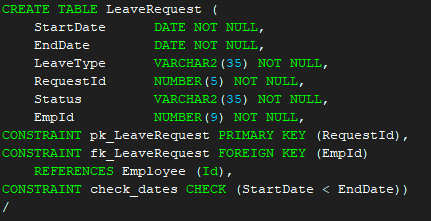 CREATE TABLE LeaveRequest (
    StartDate      DATE NOT NULL,
    EndDate        DATE NOT NULL,
    LeaveType      VARCHAR2(35) NOT NULL,
    RequestId      NUMBER(5) NOT NULL,
    Status         VARCHAR2(35) NOT NULL,
    EmpId          NUMBER(9) NOT NULL,
CONSTRAINT pk_LeaveRequest PRIMARY KEY (RequestId),
CONSTRAINT fk_LeaveRequest FOREIGN KEY (EmpId)
    REFERENCES Employee (Id),
CONSTRAINT check_dates CHECK (StartDate < EndDate))
/